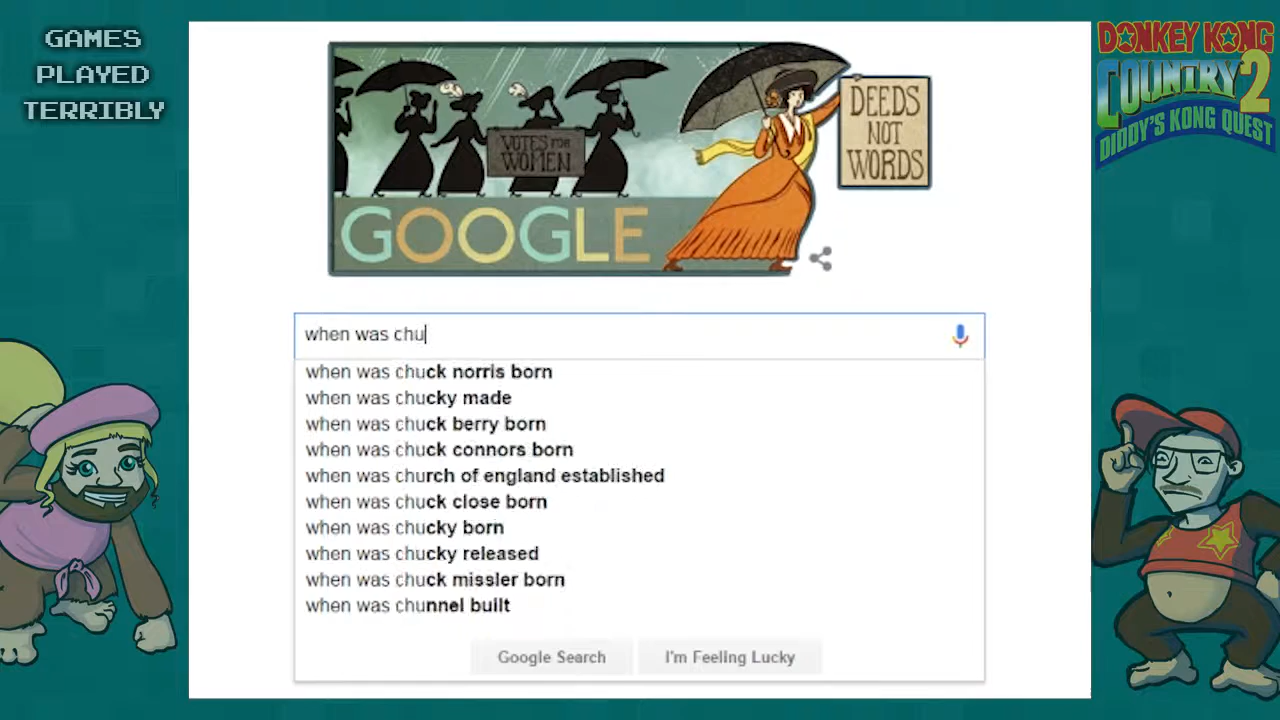 GAMES
PLAYED
TERRIBLY
DONKEY KONG
COUNTRY 2
DIDDY'S KONG QUEST
VOTES FOR
WOMEN
DEEDS
NOT
WORDS
GOOGLE
when was chu
when was chuck norris born
when was chucky made
when was chuck berry born
when was chuck connors born
when was church of england established
when was chuck close born
when was chucky born
when was chucky released
when was chuck missler born
when was chunnel built
Google Search
I'm Feeling Lucky